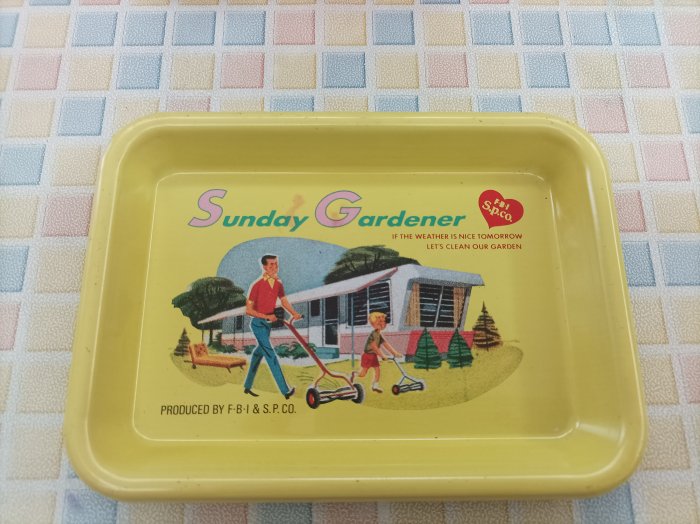 Sunday Gardener
F·B·I
S.P.CO.
IF THE WEATHER IS NICE TOMORROW
LET'S CLEAN OUR GARDEN
PRODUCED BY F·B·I & S.P.CO.